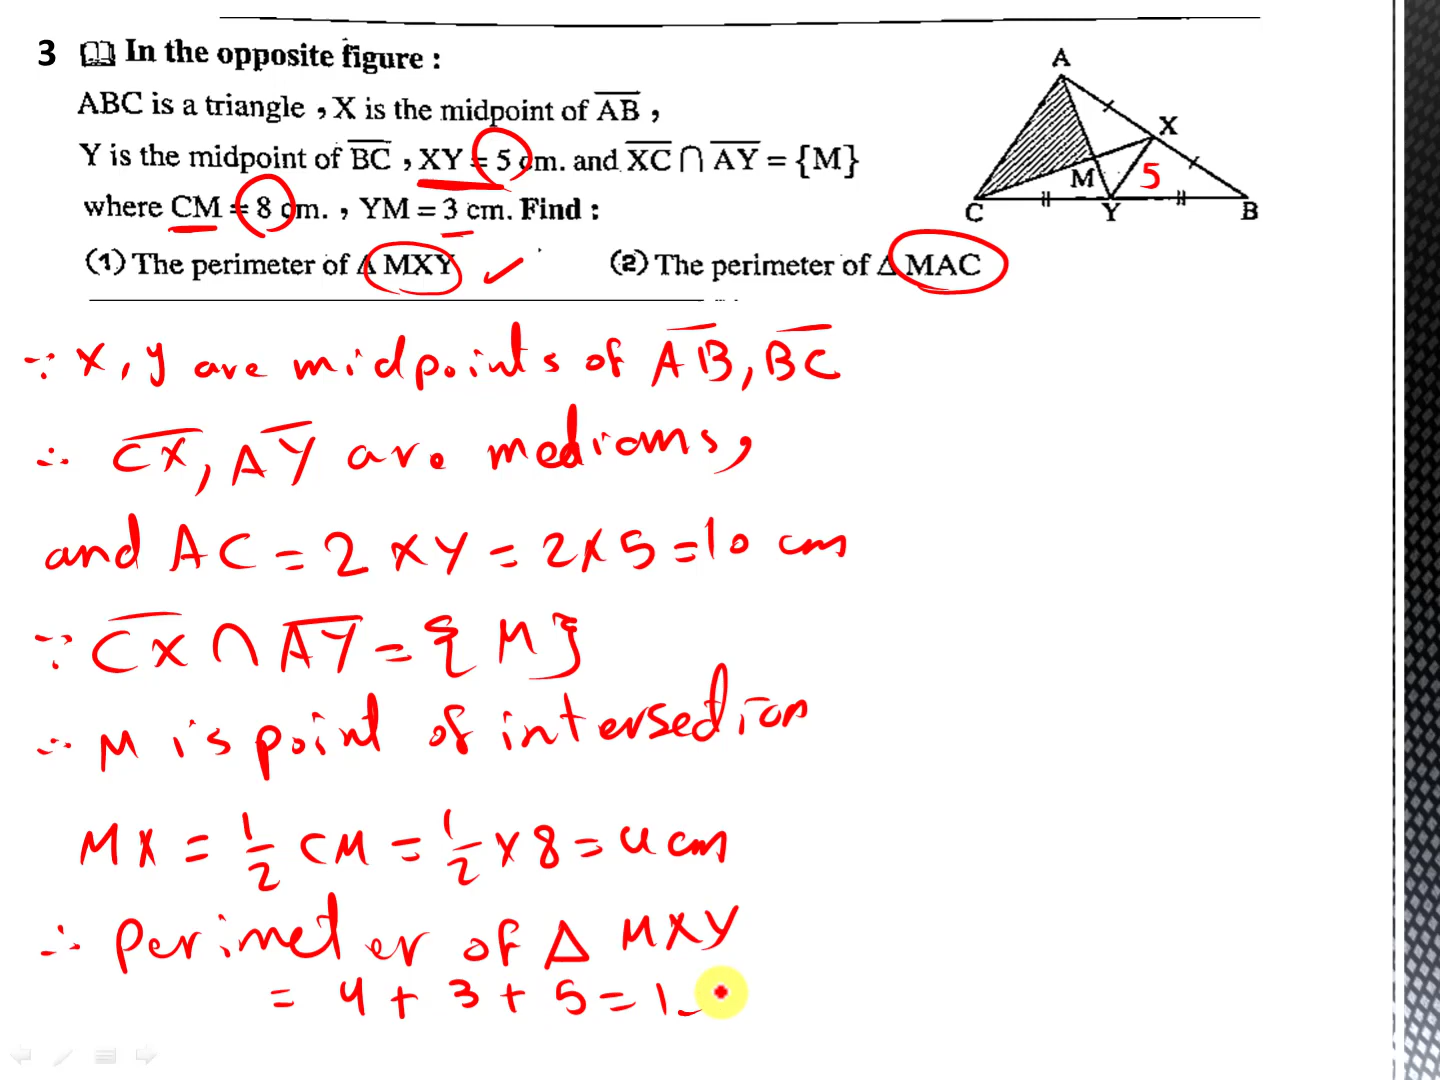 3 In the opposite figure :
ABC is a triangle , X is the midpoint of AB ,
Y is the midpoint of BC , XY = 5 cm. and XC ∩ AY = {M}
where CM = 8 cm. , YM = 3 cm. Find :
(1) The perimeter of Δ MXY (2) The perimeter of Δ MAC
A
X
M 5
C Y B
∵ X, y are midpoints of AB, BC
∴ CX, AY are medians,
and AC = 2 XY = 2 × 5 = 10 cm
∵ CX ∩ AY = { M }
∴ M is point of intersection
MX = 1/2 CM = 1/2 × 8 = 4 cm
∴ Perimeter of Δ MXY
= 4 + 3 + 5 = 1